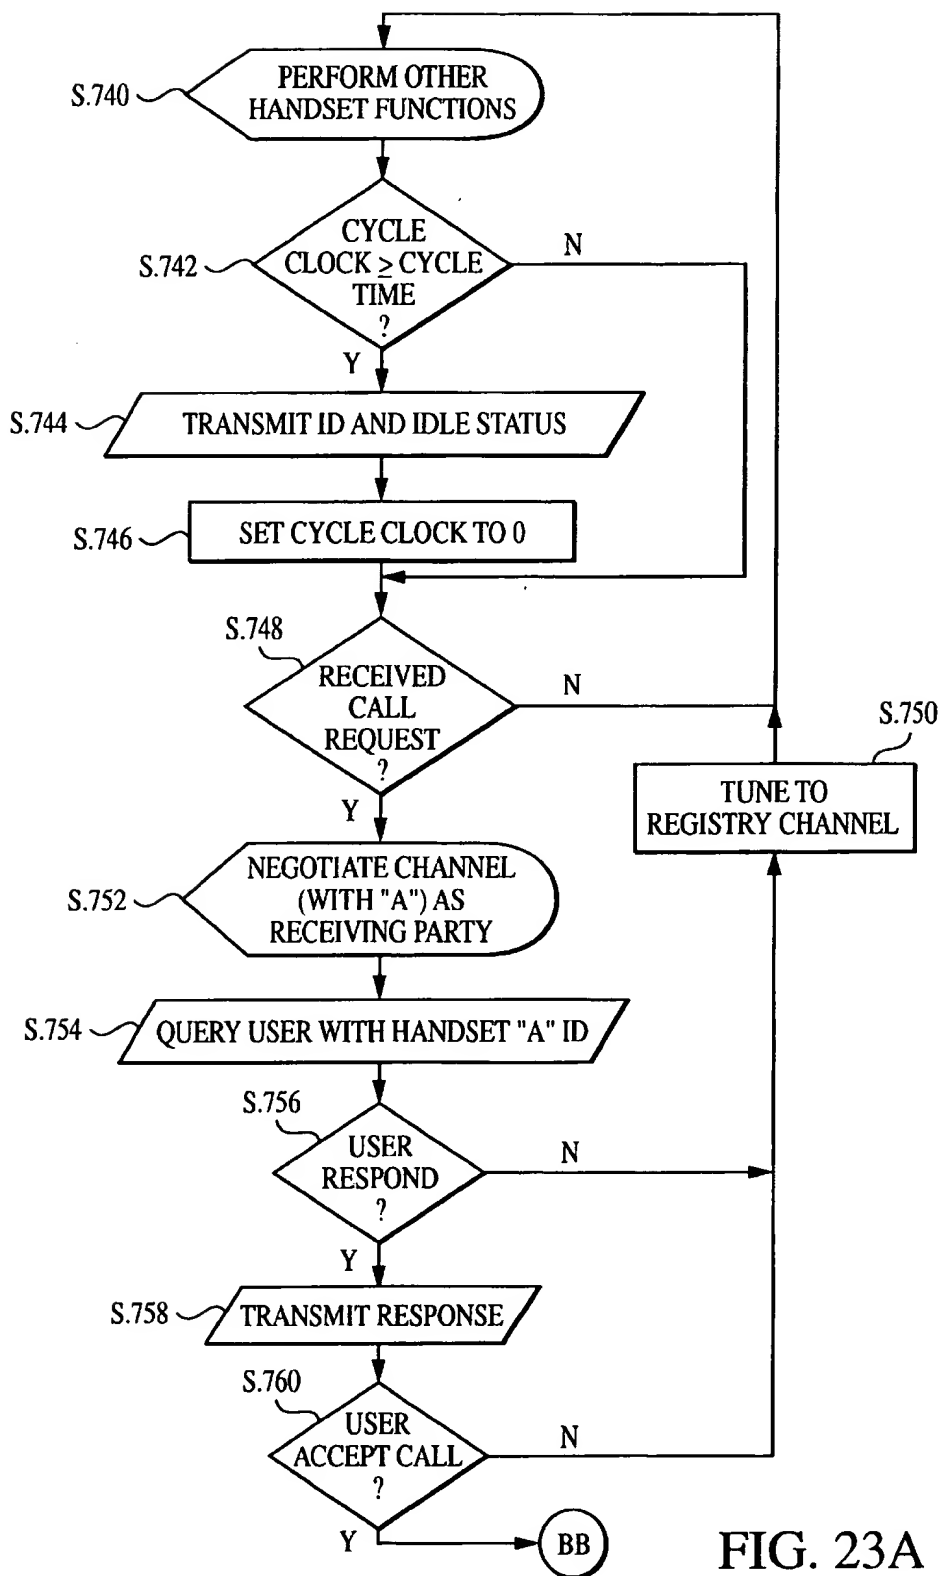 S.740
PERFORM OTHER
HANDSET FUNCTIONS
S.742
CYCLE
CLOCK ≥ CYCLE
TIME
?
N
Y
S.744
TRANSMIT ID AND IDLE STATUS
S.746
SET CYCLE CLOCK TO 0
S.748
RECEIVED
CALL
REQUEST
?
N
Y
S.750
TUNE TO
REGISTRY CHANNEL
S.752
NEGOTIATE CHANNEL
(WITH "A") AS
RECEIVING PARTY
S.754
QUERY USER WITH HANDSET "A" ID
S.756
USER
RESPOND
?
N
Y
S.758
TRANSMIT RESPONSE
S.760
USER
ACCEPT CALL
?
N
Y
BB
FIG. 23A